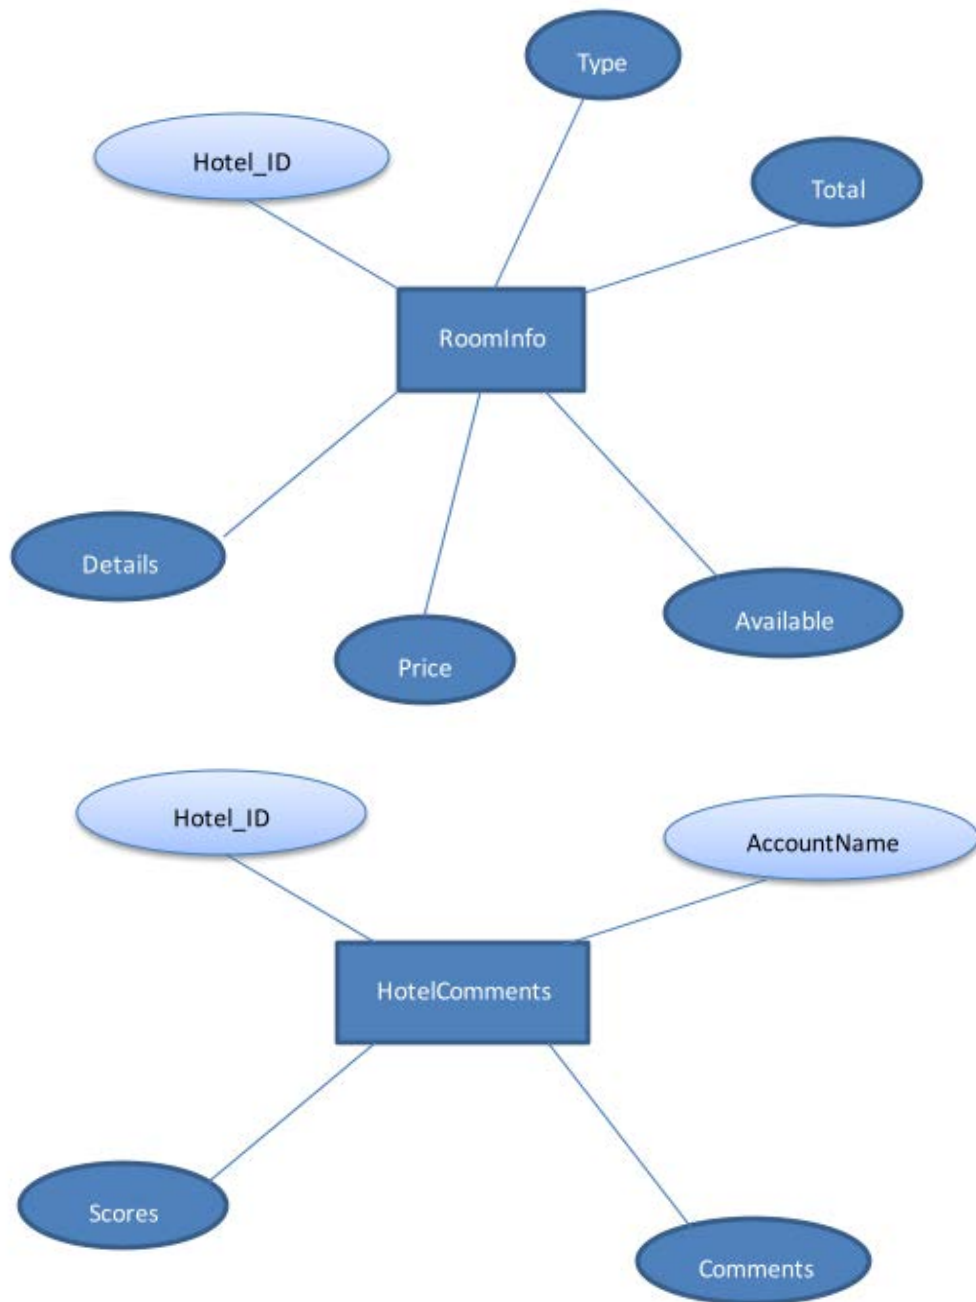 Type
Hotel_ID
Total
RoomInfo
Details
Available
Price
Hotel_ID
AccountName
HotelComments
Scores
Comments